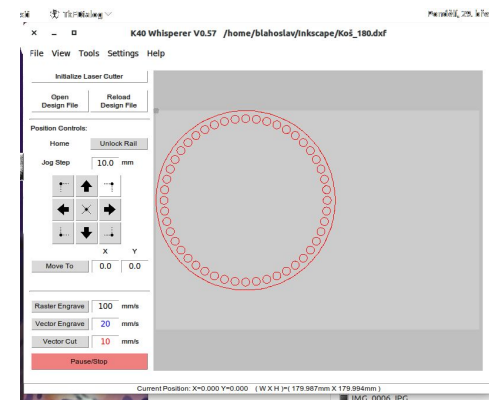 K40 Whisperer V0.57 /home/blahoslav/Inkscape/Koš_180.dxf
File View Tools Settings Help
Initialize Laser Cutter
Open Design File
Reload Design File
Position Controls:
Home Unlock Rail
Jog Step 10.0 mm
X Y
Move To 0.0 0.0
Raster Engrave 100 mm/s
Vector Engrave 20 mm/s
Vector Cut 10 mm/s
Pause/Stop
Current Position: X=0.000 Y=0.000 ( W X H )=( 179.987mm X 179.994mm )
IMG_0006.JPG